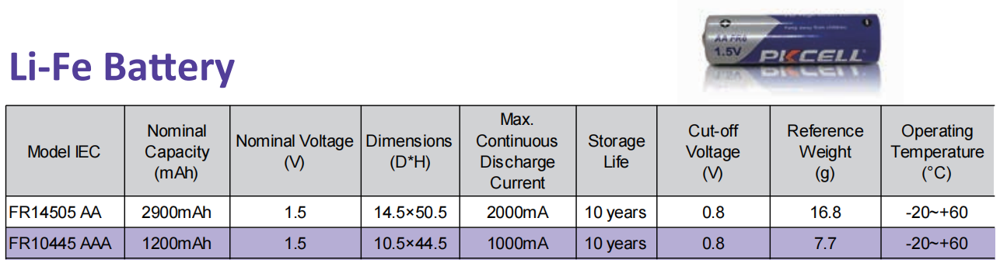 AA FR6
1.5V
PKCELL
Li-Fe Battery
Model IEC
Nominal
Capacity
(mAh)
Nominal Voltage
(V)
Dimensions
(D*H)
Max.
Continuous
Discharge
Current
Storage
Life
Cut-off
Voltage
(V)
Reference
Weight
(g)
Operating
Temperature
(°C)
FR14505 AA 2900mAh 1.5 14.5×50.5 2000mA 10 years 0.8 16.8 -20~+60
FR10445 AAA 1200mAh 1.5 10.5×44.5 1000mA 10 years 0.8 7.7 -20~+60